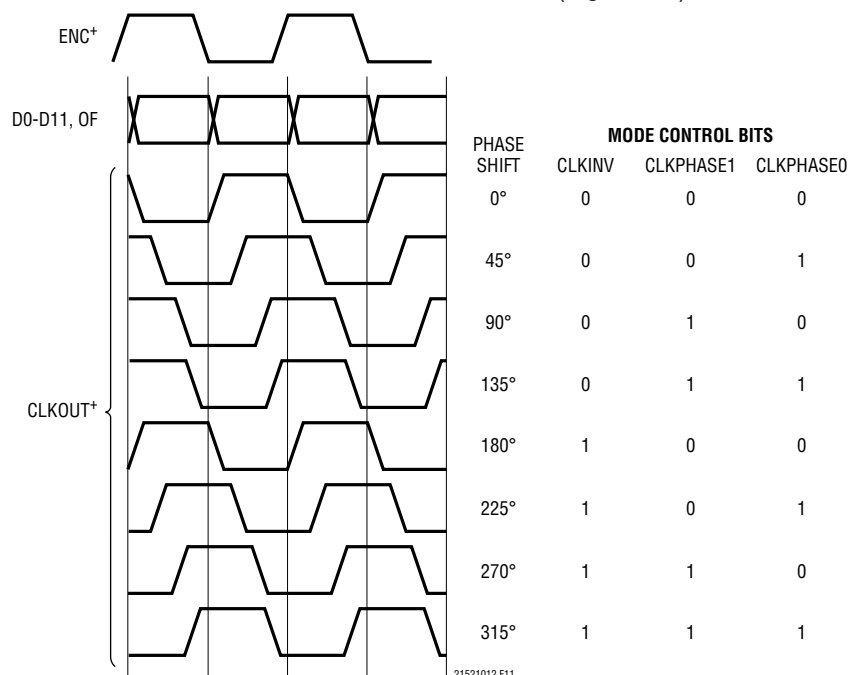 ENC+
D0-D11, OF
CLKOUT+
MODE CONTROL BITS
PHASE SHIFT CLKINV CLKPHASE1 CLKPHASE0
0° 0 0 0
45° 0 0 1
90° 0 1 0
135° 0 1 1
180° 1 0 0
225° 1 0 1
270° 1 1 0
315° 1 1 1
21521012 F11